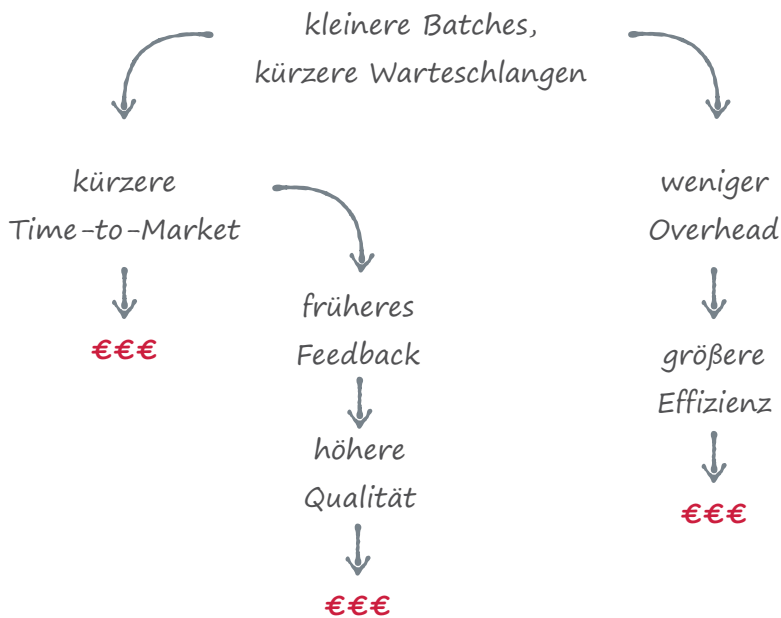 kleinere Batches,
kürzere Warteschlangen
kürzere
Time-to-Market
€€€
früheres
Feedback
höhere
Qualität
€€€
weniger
Overhead
größere
Effizienz
€€€